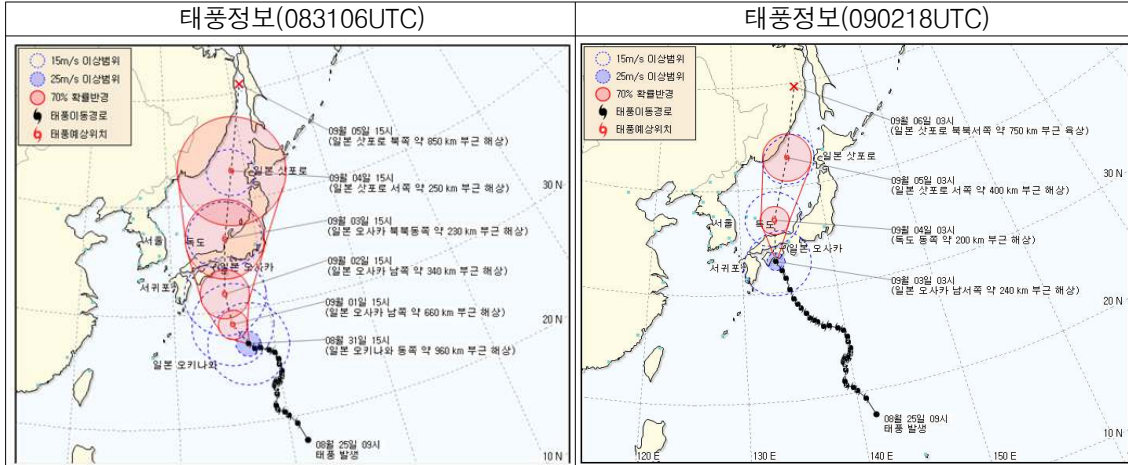 태풍정보(083106UTC)
태풍정보(090218UTC)
15m/s 이상범위
25m/s 이상범위
70% 확률반경
태풍이동경로
태풍예상위치
09월 05일 15시
(일본 삿포로 북쪽 약 850 km 부근 해상)
일본 삿포로
09월 04일 15시
(일본 삿포로 서쪽 약 250 km 부근 해상)
30 N
09월 03일 15시
(일본 오사카 북북동쪽 약 230 km 부근 해상)
서울
독도
일본 오사카
09월 02일 15시
(일본 오사카 남쪽 약 340 km 부근 해상)
서귀포
09월 01일 15시
(일본 오사카 남쪽 약 660 km 부근 해상)
20 N
08월 31일 15시
(일본 오키나와 동쪽 약 960 km 부근 해상)
일본 오키나와
08월 25일 09시
태풍 발생
10 N
15m/s 이상범위
25m/s 이상범위
70% 확률반경
태풍이동경로
태풍예상위치
09월 06일 03시
(일본 삿포로 북북서쪽 약 750 km 부근 육상)
일본 삿포로
09월 05일 03시
(일본 삿포로 서쪽 약 400 km 부근 해상)
30 N
서울
독도
09월 04일 03시
(독도 동쪽 약 200 km 부근 해상)
일본 오사카
서귀포
09월 03일 03시
(일본 오사카 남서쪽 약 240 km 부근 해상)
20 N
일본 오키나와
08월 25일 09시
태풍 발생
10 N
120 E
130 E
140 E
150 E